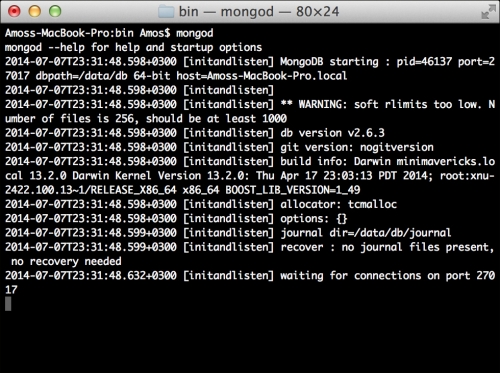 bin — mongod — 80×24
Amoss-MacBook-Pro:bin Amos$ mongod
mongod --help for help and startup options
2014-07-07T23:31:48.598+0300 [initandlisten] MongoDB starting : pid=46137 port=2
7017 dbpath=/data/db 64-bit host=Amoss-MacBook-Pro.local
2014-07-07T23:31:48.598+0300 [initandlisten]
2014-07-07T23:31:48.598+0300 [initandlisten] ** WARNING: soft rlimits too low. N
umber of files is 256, should be at least 1000
2014-07-07T23:31:48.598+0300 [initandlisten] db version v2.6.3
2014-07-07T23:31:48.598+0300 [initandlisten] git version: nogitversion
2014-07-07T23:31:48.598+0300 [initandlisten] build info: Darwin minimavericks.lo
cal 13.2.0 Darwin Kernel Version 13.2.0: Thu Apr 17 23:03:13 PDT 2014; root:xnu-
2422.100.13~1/RELEASE_X86_64 x86_64 BOOST_LIB_VERSION=1_49
2014-07-07T23:31:48.598+0300 [initandlisten] allocator: tcmalloc
2014-07-07T23:31:48.598+0300 [initandlisten] options: {}
2014-07-07T23:31:48.599+0300 [initandlisten] journal dir=/data/db/journal
2014-07-07T23:31:48.599+0300 [initandlisten] recover : no journal files present,
 no recovery needed
2014-07-07T23:31:48.632+0300 [initandlisten] waiting for connections on port 270
17